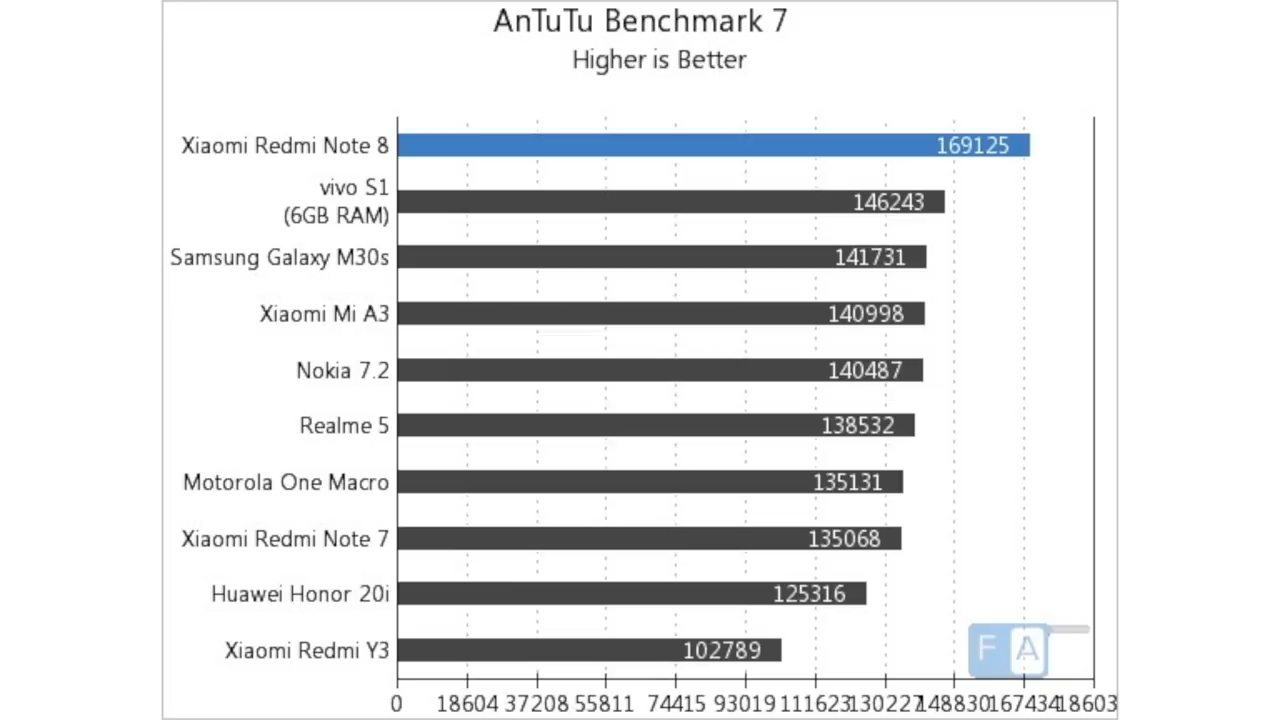 AnTuTu Benchmark 7
Higher is Better
Xiaomi Redmi Note 8 169125
vivo S1
(6GB RAM) 146243
Samsung Galaxy M30s 141731
Xiaomi Mi A3 140998
Nokia 7.2 140487
Realme 5 138532
Motorola One Macro 135131
Xiaomi Redmi Note 7 135068
Huawei Honor 20i 125316
Xiaomi Redmi Y3 102789
F A
0 18604 37208 55811 74415 93019 111623 130227 148830 167434 18603